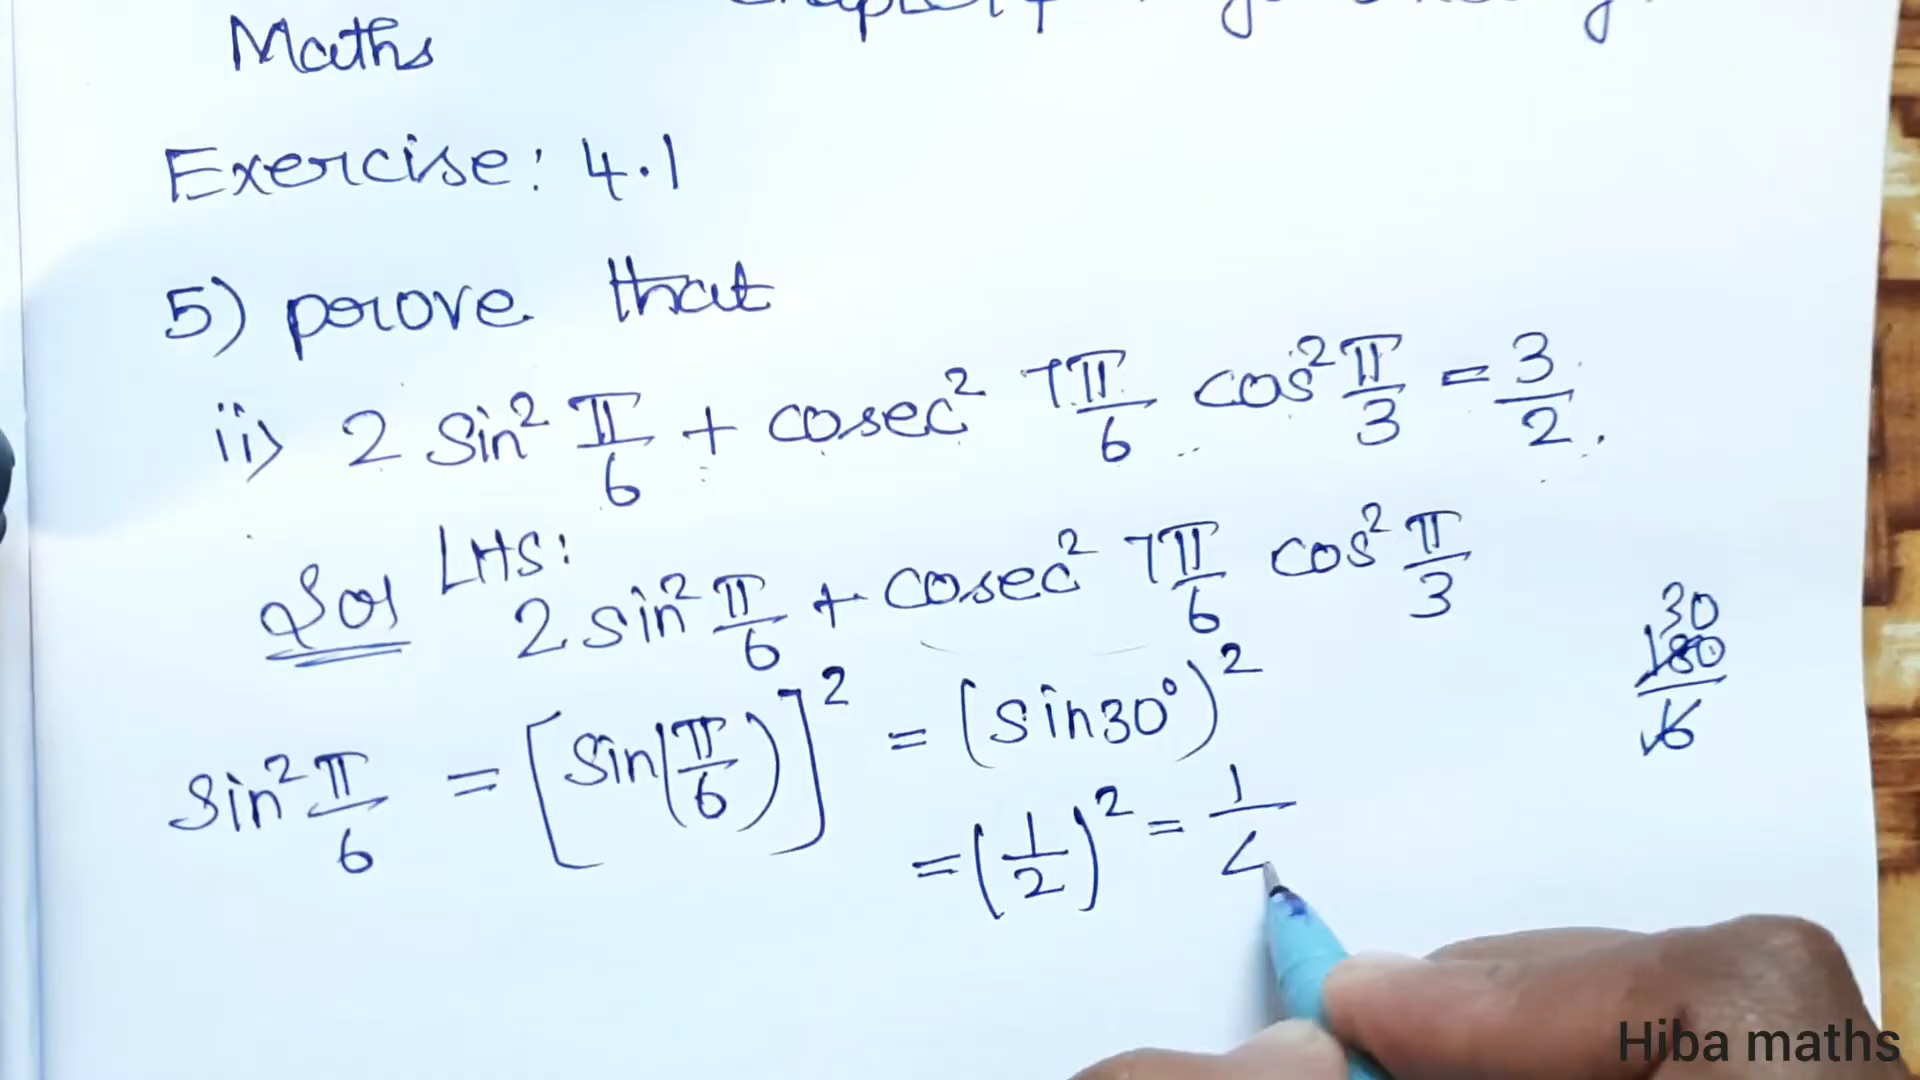 Maths
Exercise: 4.1
5) prove that
ii) 2 Sin² π/6 + cosec² 7π/6 cos² π/3 = 3/2.
Sol LHS:
2 sin² π/6 + cosec² 7π/6 cos² π/3
30
180/6
sin² π/6 = [sin(π/6)]² = (sin30°)²
= (1/2)² = 1/4
Hiba maths